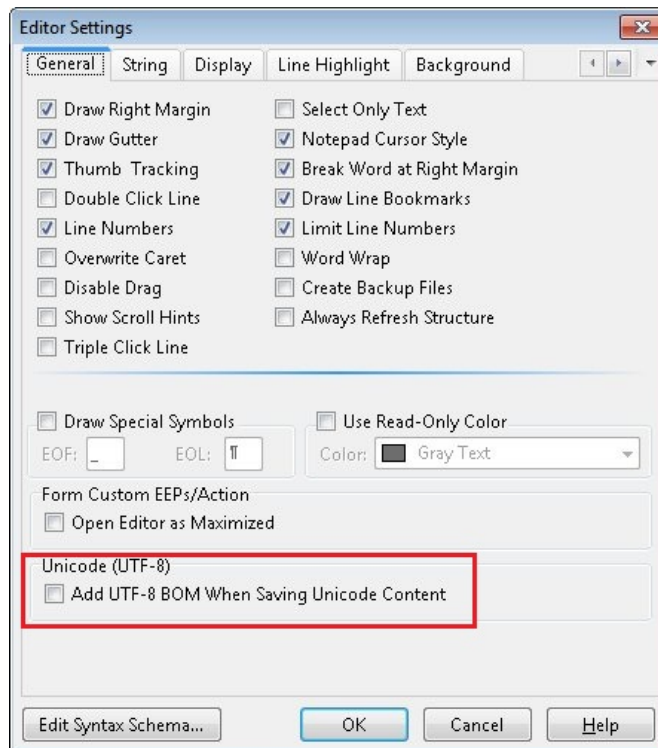 Editor Settings
General String Display Line Highlight Background
Draw Right Margin Select Only Text
Draw Gutter Notepad Cursor Style
Thumb Tracking Break Word at Right Margin
Double Click Line Draw Line Bookmarks
Line Numbers Limit Line Numbers
Overwrite Caret Word Wrap
Disable Drag Create Backup Files
Show Scroll Hints Always Refresh Structure
Triple Click Line
Draw Special Symbols Use Read-Only Color
EOF: _ EOL: ¶ Color: Gray Text
Form Custom EEPs/Action
Open Editor as Maximized
Unicode (UTF-8)
Add UTF-8 BOM When Saving Unicode Content
Edit Syntax Schema... OK Cancel Help